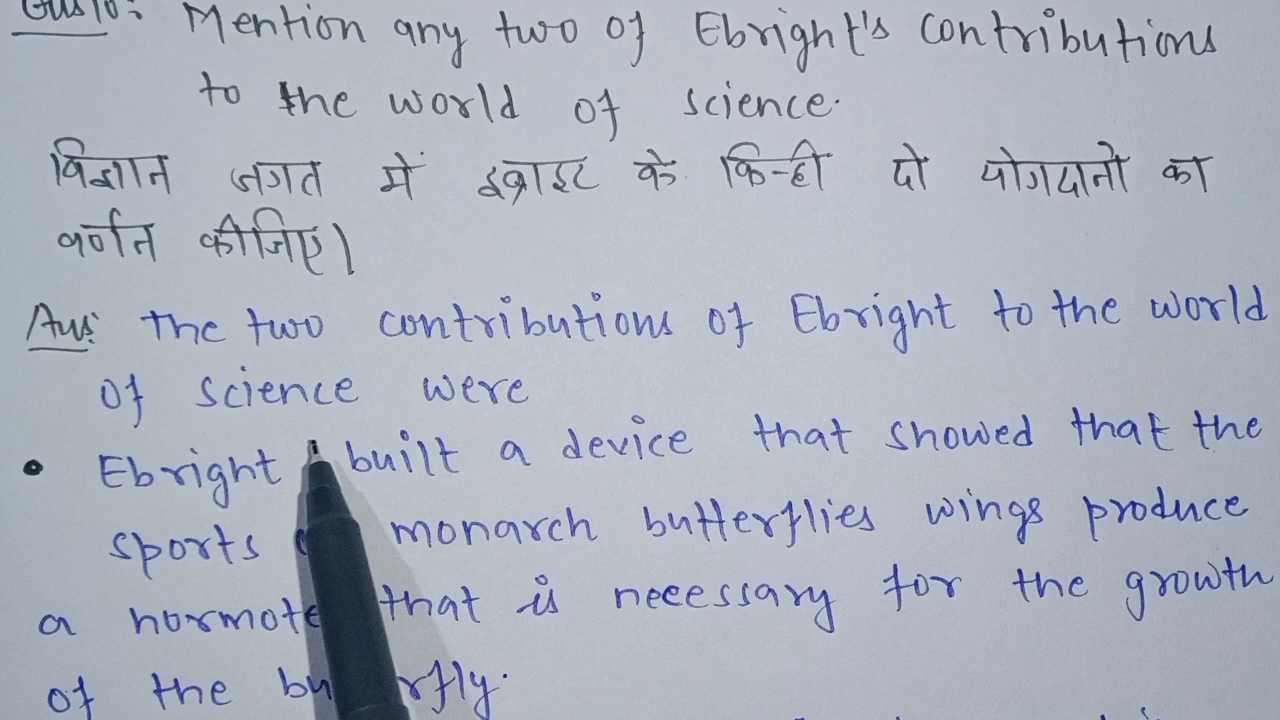 Mention any two of Ebright's contributions
to the world of science.
विज्ञान जगत में इब्राइट के किन्ही दो योगदानो का
वर्णन कीजिए।
Ans: The two contributions of Ebright to the world
of science were
• Ebright built a device that showed that the
sports monarch butterflies wings produce
a that is necessary for the growth
of the